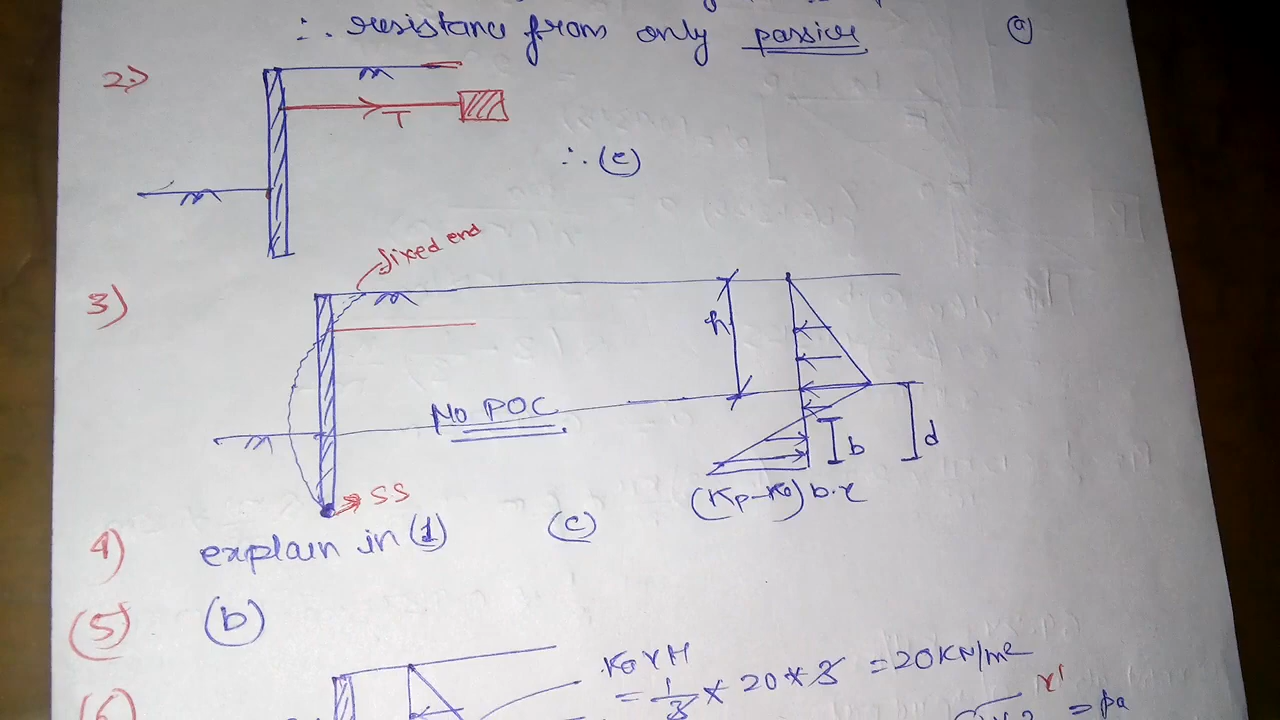 ∴ resistance from only passive (a)
2.>
T
∴ (c)
3) fixed end
h
No POC
b
d
SS
(Kp-Ka) b.γ
4) explain in (1) (c)
(5) (b)
(6) KaγH
= 1/3 * 20 * 3 = 20 KN/m²
= pa